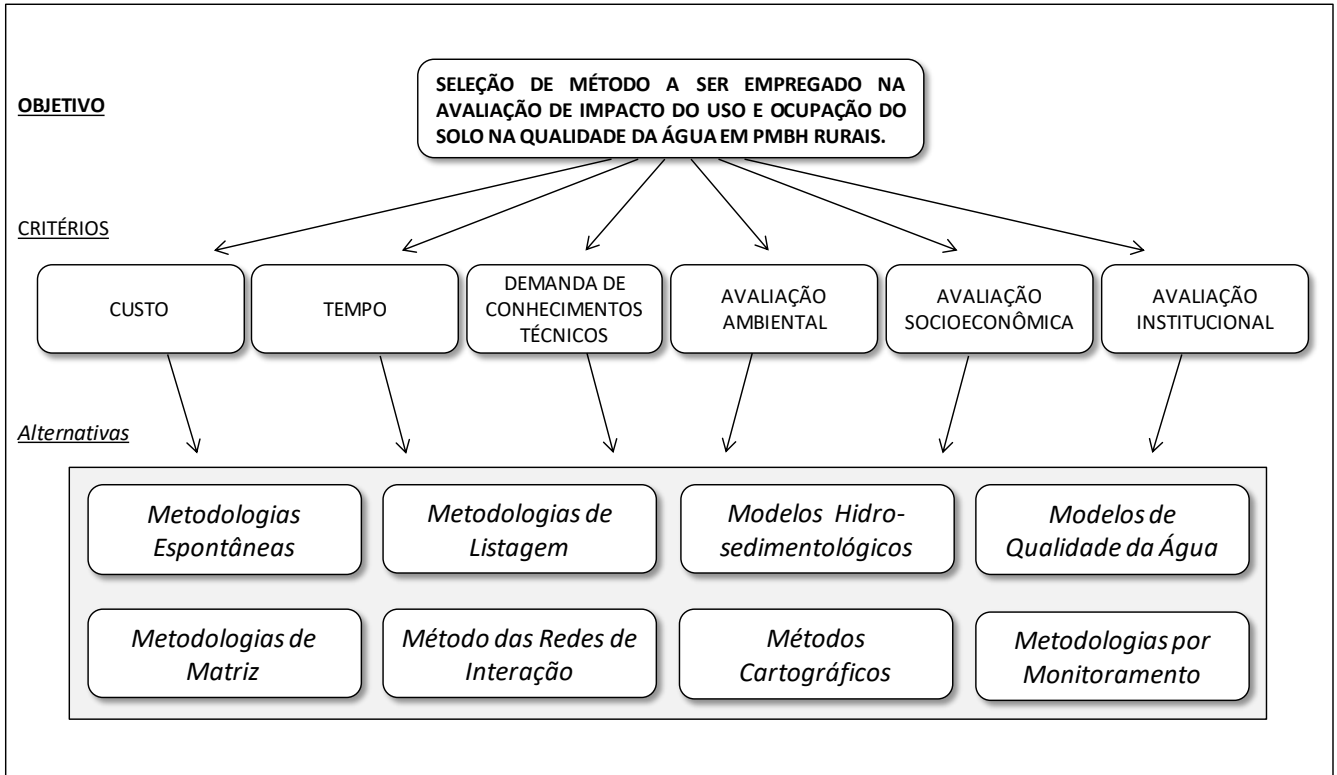 OBJETIVO
SELEÇÃO DE MÉTODO A SER EMPREGADO NA
AVALIAÇÃO DE IMPACTO DO USO E OCUPAÇÃO DO
SOLO NA QUALIDADE DA ÁGUA EM PMBH RURAIS.
CRITÉRIOS
CUSTO
TEMPO
DEMANDA DE
CONHECIMENTOS
TÉCNICOS
AVALIAÇÃO
AMBIENTAL
AVALIAÇÃO
SOCIOECONÔMICA
AVALIAÇÃO
INSTITUCIONAL
Alternativas
Metodologias
Espontâneas
Metodologias de
Listagem
Modelos Hidro-
sedimentológicos
Modelos de
Qualidade da Água
Metodologias de
Matriz
Método das Redes de
Interação
Métodos
Cartográficos
Metodologias por
Monitoramento